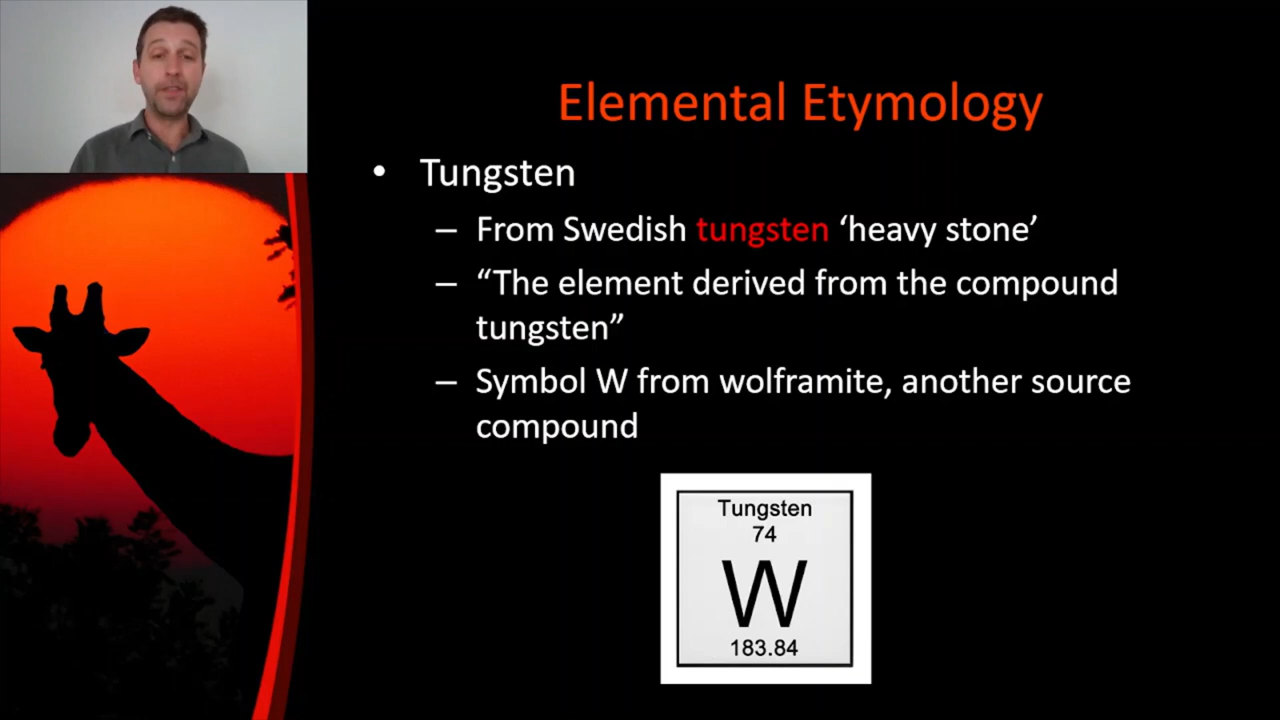 Elemental Etymology
• Tungsten
– From Swedish tungsten ‘heavy stone’
– “The element derived from the compound
tungsten”
– Symbol W from wolframite, another source
compound
Tungsten
74
W
183.84